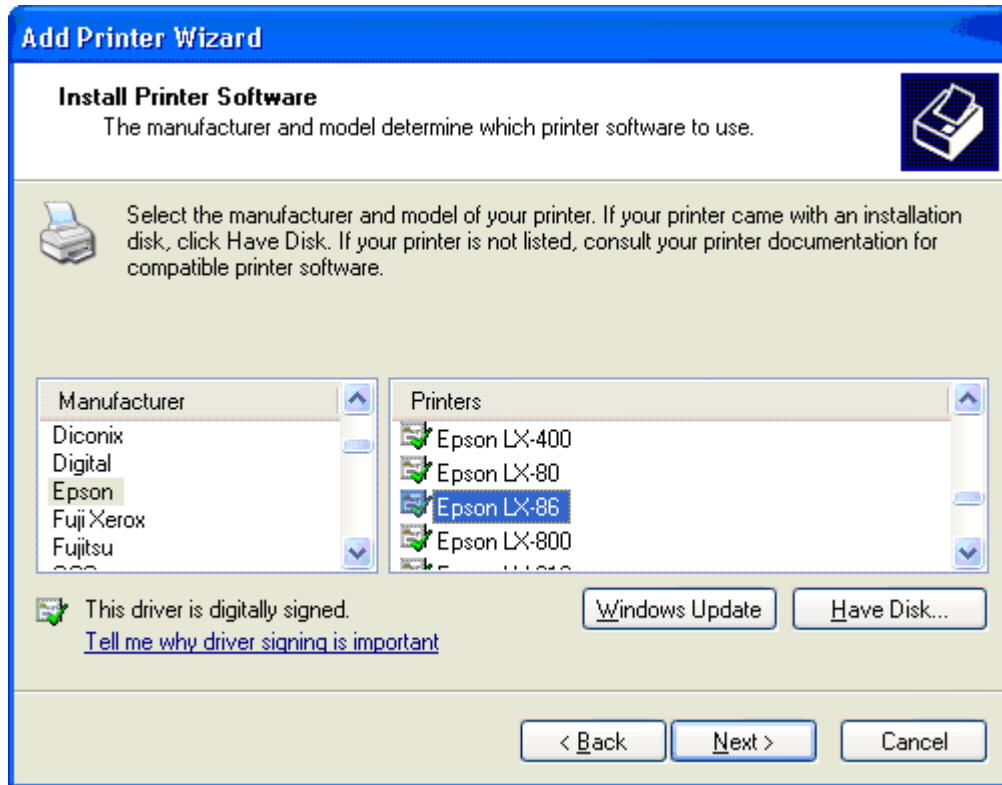 Add Printer Wizard
Install Printer Software
The manufacturer and model determine which printer software to use.
Select the manufacturer and model of your printer. If your printer came with an installation
disk, click Have Disk. If your printer is not listed, consult your printer documentation for
compatible printer software.
Manufacturer
Diconix
Digital
Epson
Fuji Xerox
Fujitsu
Printers
Epson LX-400
Epson LX-80
Epson LX-86
Epson LX-800
This driver is digitally signed.
Tell me why driver signing is important
Windows Update
Have Disk...
< Back
Next >
Cancel